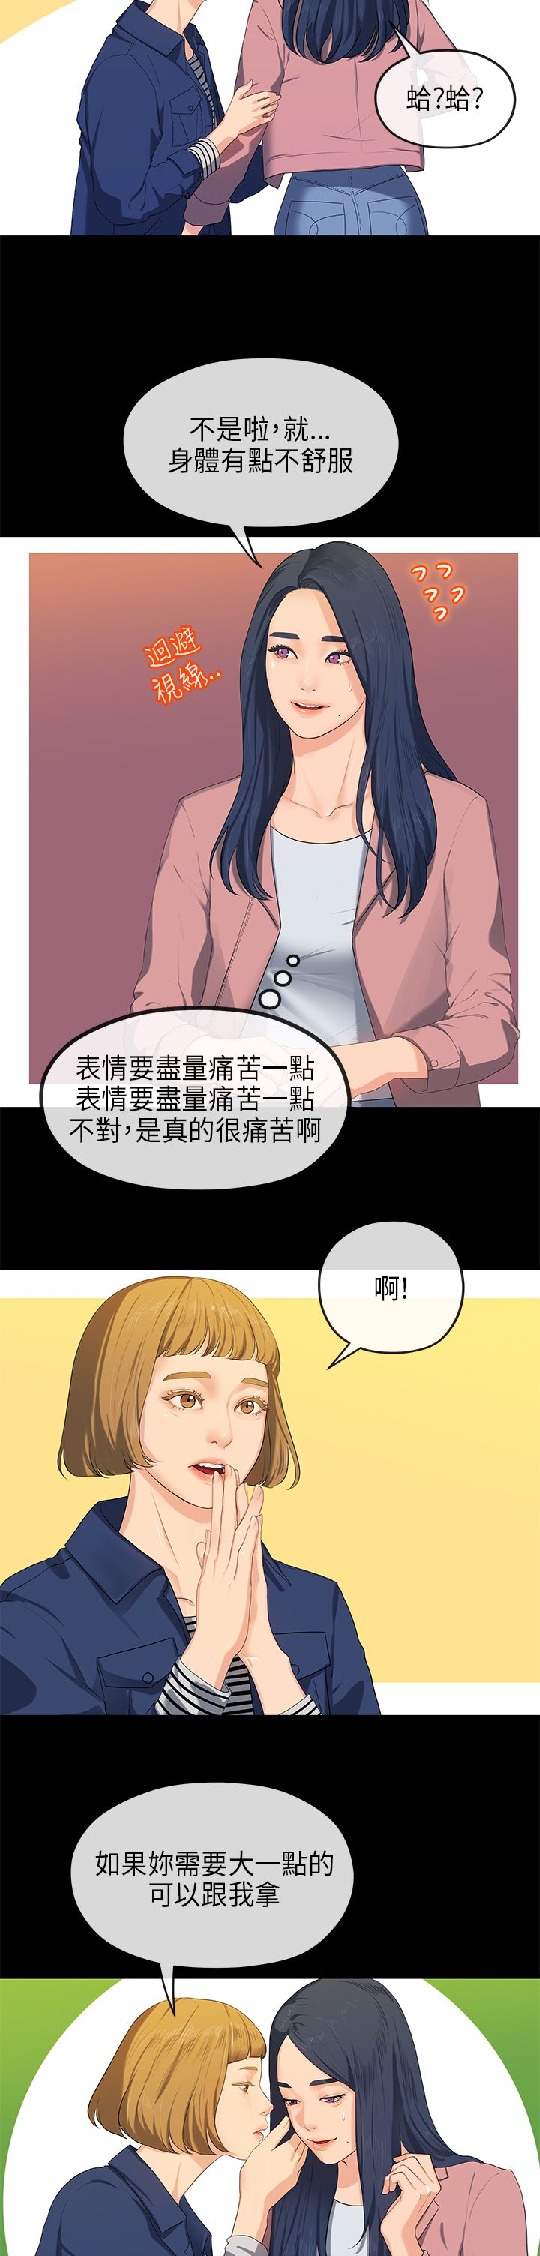 蛤?蛤?
不是啦,就...
身體有點不舒服
迴避
視線..
表情要盡量痛苦一點
表情要盡量痛苦一點
不對,是真的很痛苦啊
啊!
如果妳需要大一點的
可以跟我拿